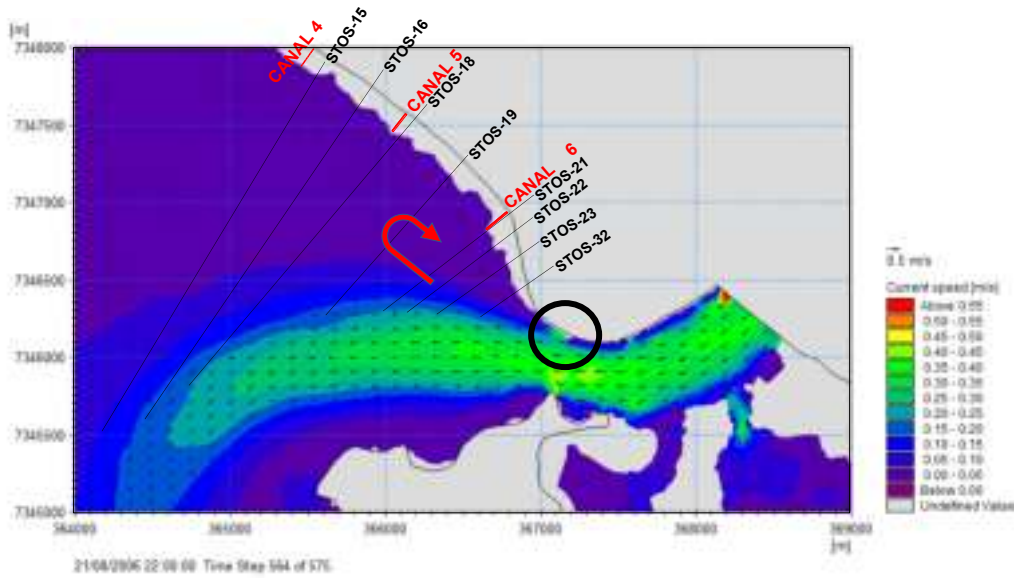 [m]
7348000
7347500
7347000
7346500
7346000
7345500
7345000
364000
365000
366000
367000
368000
369000
[m]
CANAL 4
STOS-15
STOS-16
CANAL 5
STOS-18
STOS-19
CANAL 6
STOS-21
STOS-22
STOS-23
STOS-32
0.5 m/s
Current speed [m/s]
Above 0.55
0.50 - 0.55
0.45 - 0.50
0.40 - 0.45
0.35 - 0.40
0.30 - 0.35
0.25 - 0.30
0.20 - 0.25
0.15 - 0.20
0.10 - 0.15
0.05 - 0.10
0.00 - 0.05
Below 0.00
Undefined Value
21/08/2006 22:00:00 Time Step 564 of 575